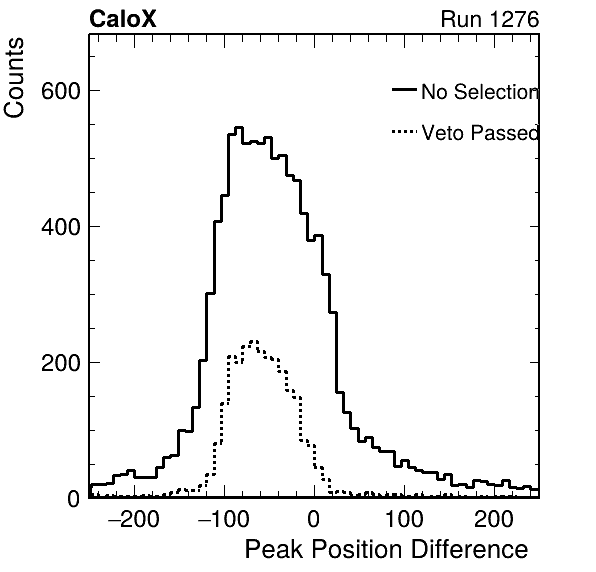 CaloX Run 1276
Counts
600
400
200
0
No Selection
Veto Passed
−200 −100 0 100 200
Peak Position Difference